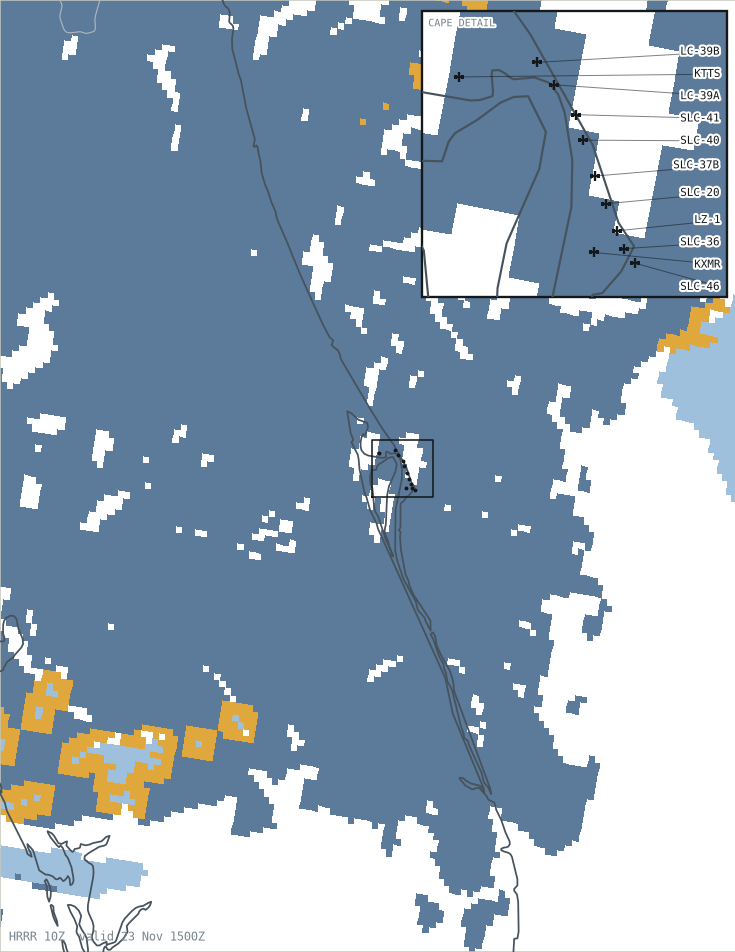 CAPE DETAIL
LC-39B
KTTS
LC-39A
SLC-41
SLC-40
SLC-37B
SLC-20
LZ-1
SLC-36
KXMR
SLC-46
HRRR 10Z  valid 23 Nov 1500Z